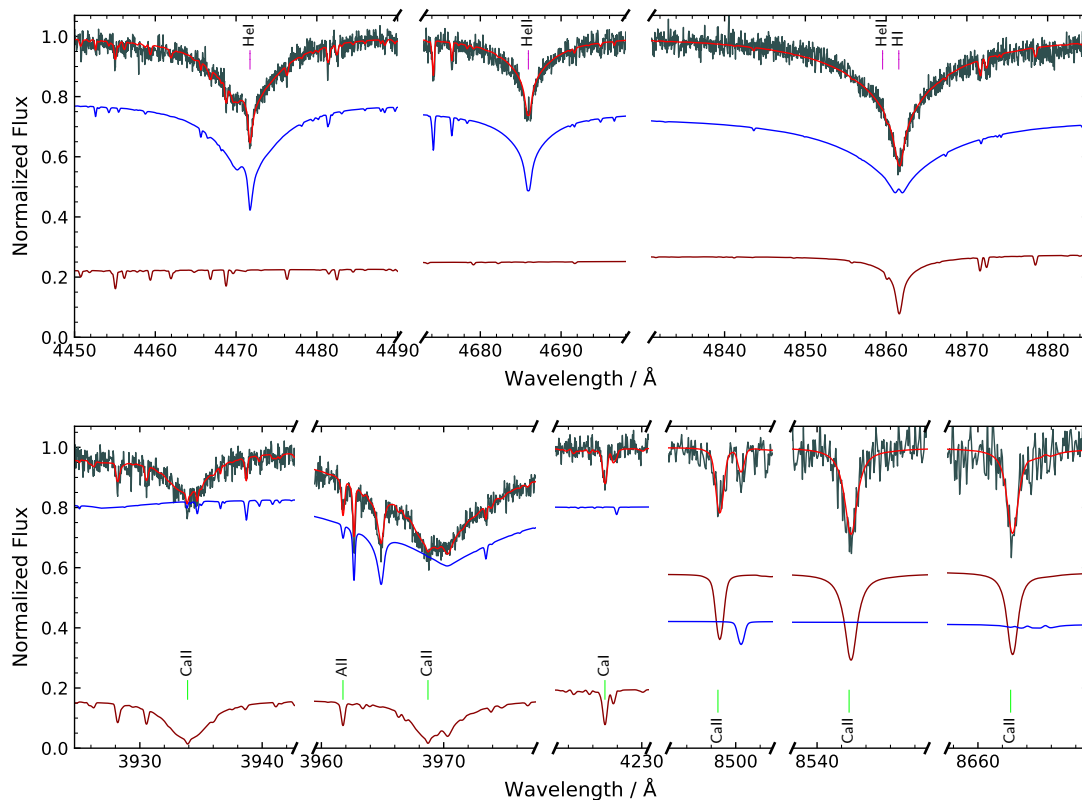 HeI
HeII
HeII
HI
1.0
0.8
0.6
0.4
0.2
0.0
Normalized Flux
4450
4460
4470
4480
4490
4680
4690
4840
4850
4860
4870
4880
Wavelength / Å
1.0
0.8
0.6
0.4
0.2
0.0
Normalized Flux
CaII
AlI
CaII
CaI
CaII
CaII
CaII
3930
3940
3960
3970
4230
8500
8540
8660
Wavelength / Å